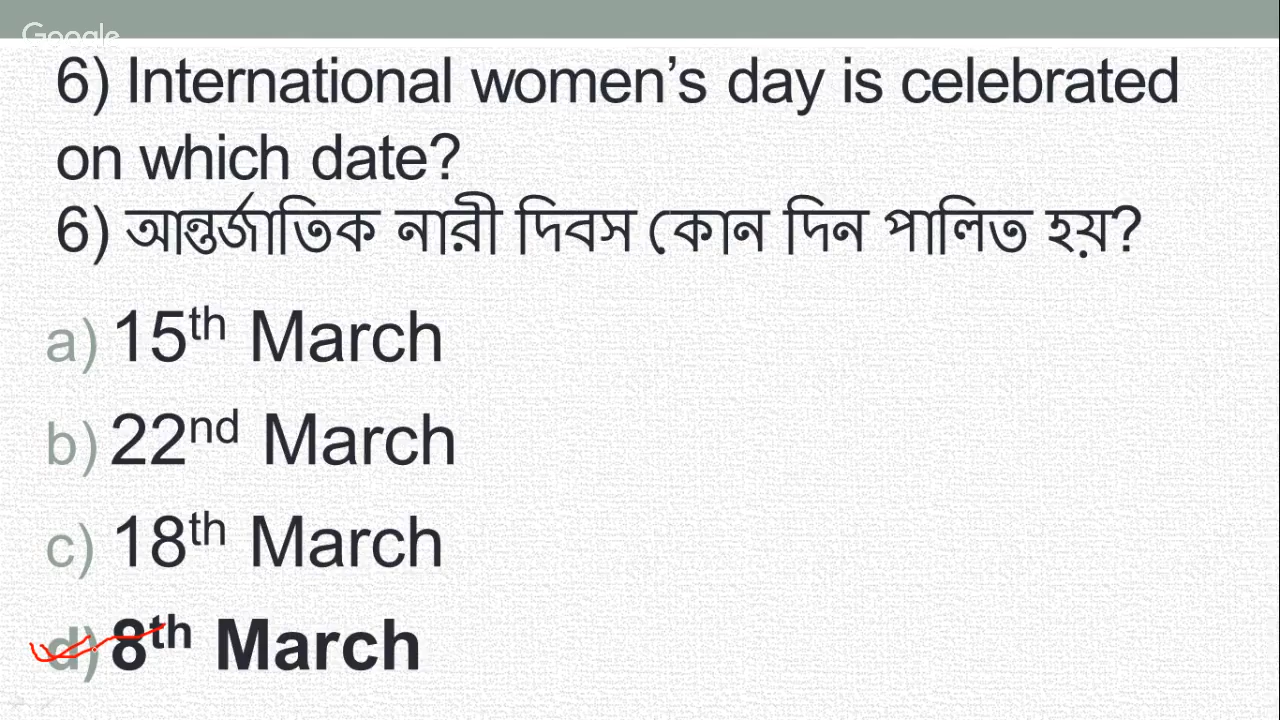 Google
6) International women’s day is celebrated
on which date?
6) আন্তর্জাতিক নারী দিবস কোন দিন পালিত হয়?
a) 15th March
b) 22nd March
c) 18th March
d) 8th March